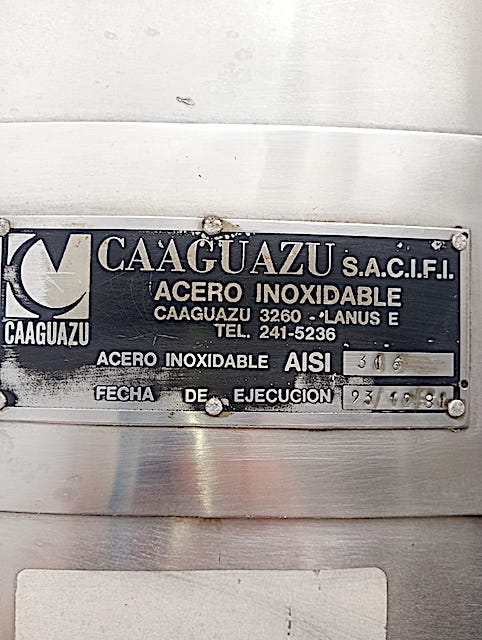 CAAGUAZU S.A.C.I.F.I.
ACERO INOXIDABLE
CAAGUAZU 3260 - LANUS E
TEL. 241-5236
CAAGUAZU
ACERO INOXIDABLE AISI 316
FECHA DE EJECUCION